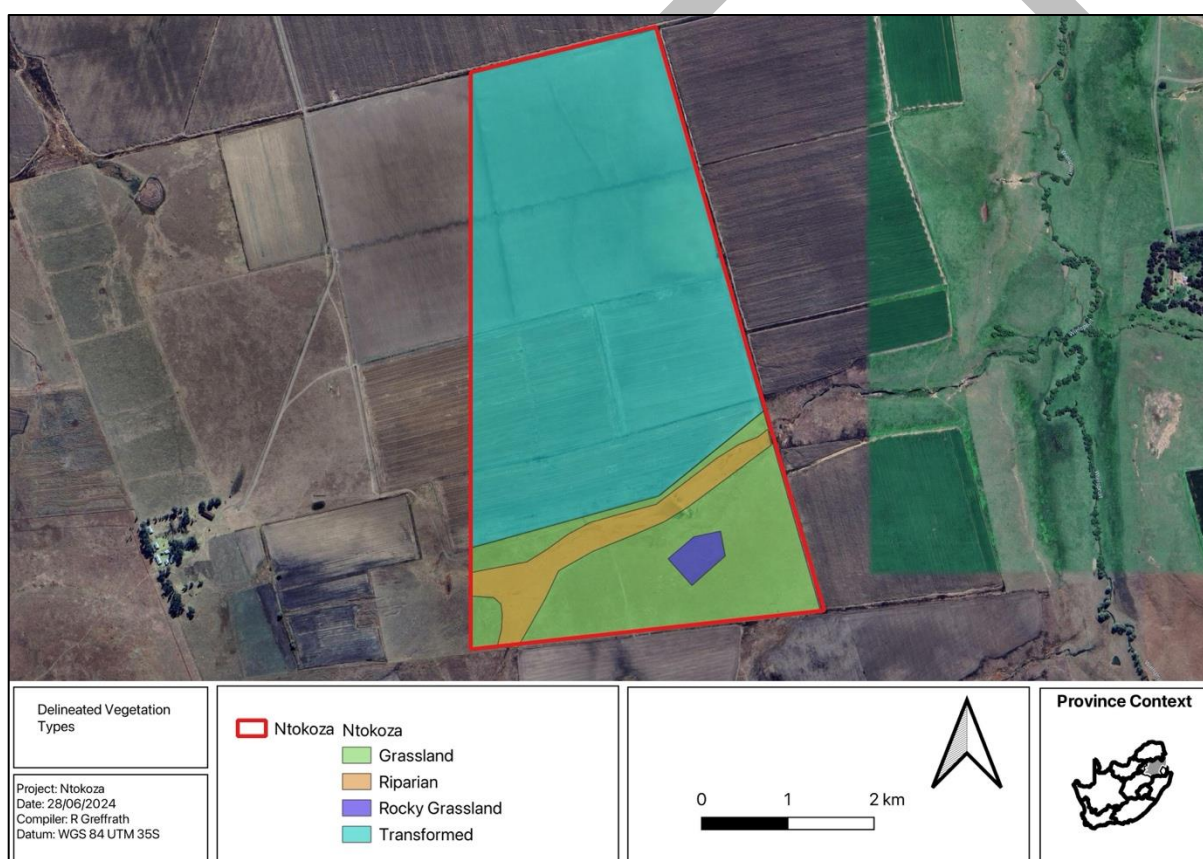 Delineated Vegetation
Types
Project: Ntokoza
Date: 28/06/2024
Compiler: R Greffrath
Datum: WGS 84 UTM 35S
Ntokoza Ntokoza
Grassland
Riparian
Rocky Grassland
Transformed
0 1 2 km
Province Context